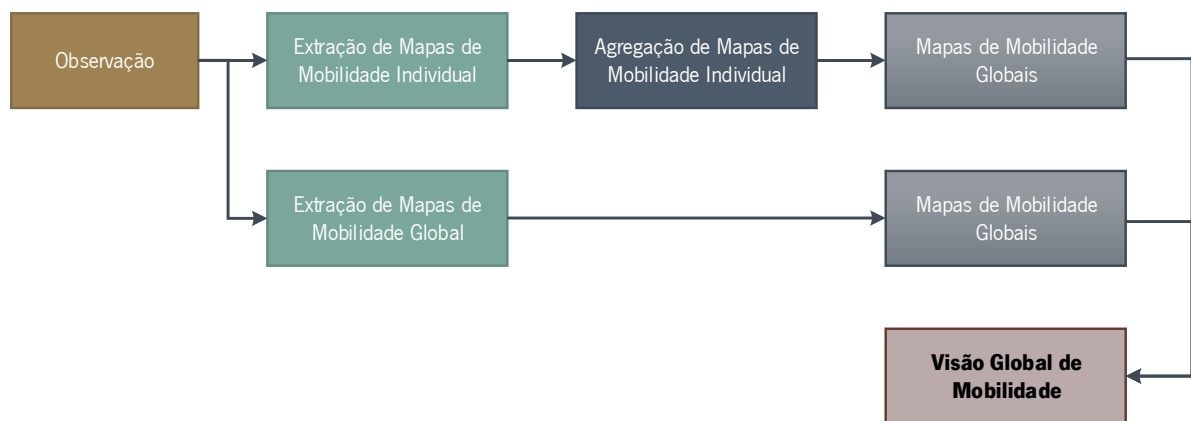 Observação
Extração de Mapas de
Mobilidade Individual
Agregação de Mapas de
Mobilidade Individual
Mapas de Mobilidade
Globais
Extração de Mapas de
Mobilidade Global
Mapas de Mobilidade
Globais
Visão Global de
Mobilidade